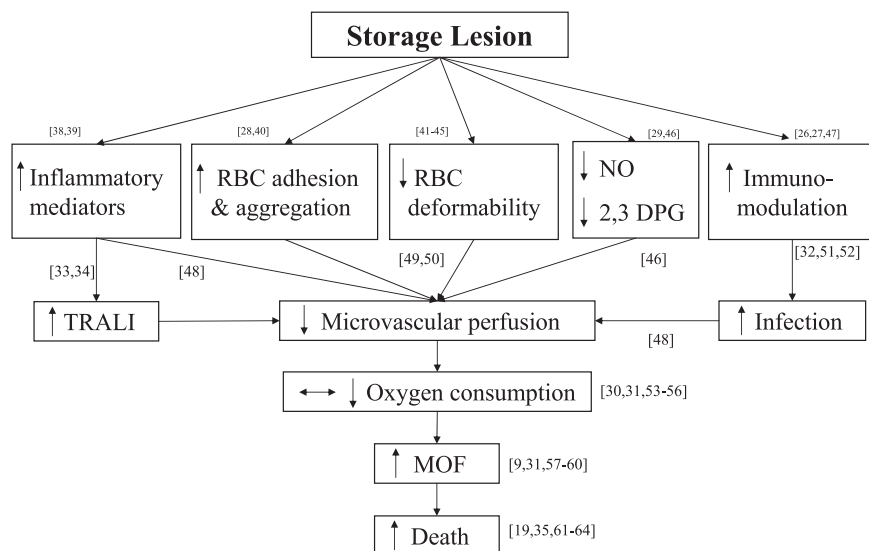 Storage Lesion
[38,39]
[28,40]
[41-45]
[29,46]
[26,27,47]
↑ Inflammatory
mediators
↑ RBC adhesion
& aggregation
↓ RBC
deformability
↓ NO
↓ 2,3 DPG
↑ Immuno-
modulation
[33,34]
[48]
[49,50]
[46]
[32,51,52]
↑ TRALI
↓ Microvascular perfusion
↑ Infection
[48]
↔ ↓ Oxygen consumption
[30,31,53-56]
↑ MOF
[9,31,57-60]
↑ Death
[19,35,61-64]